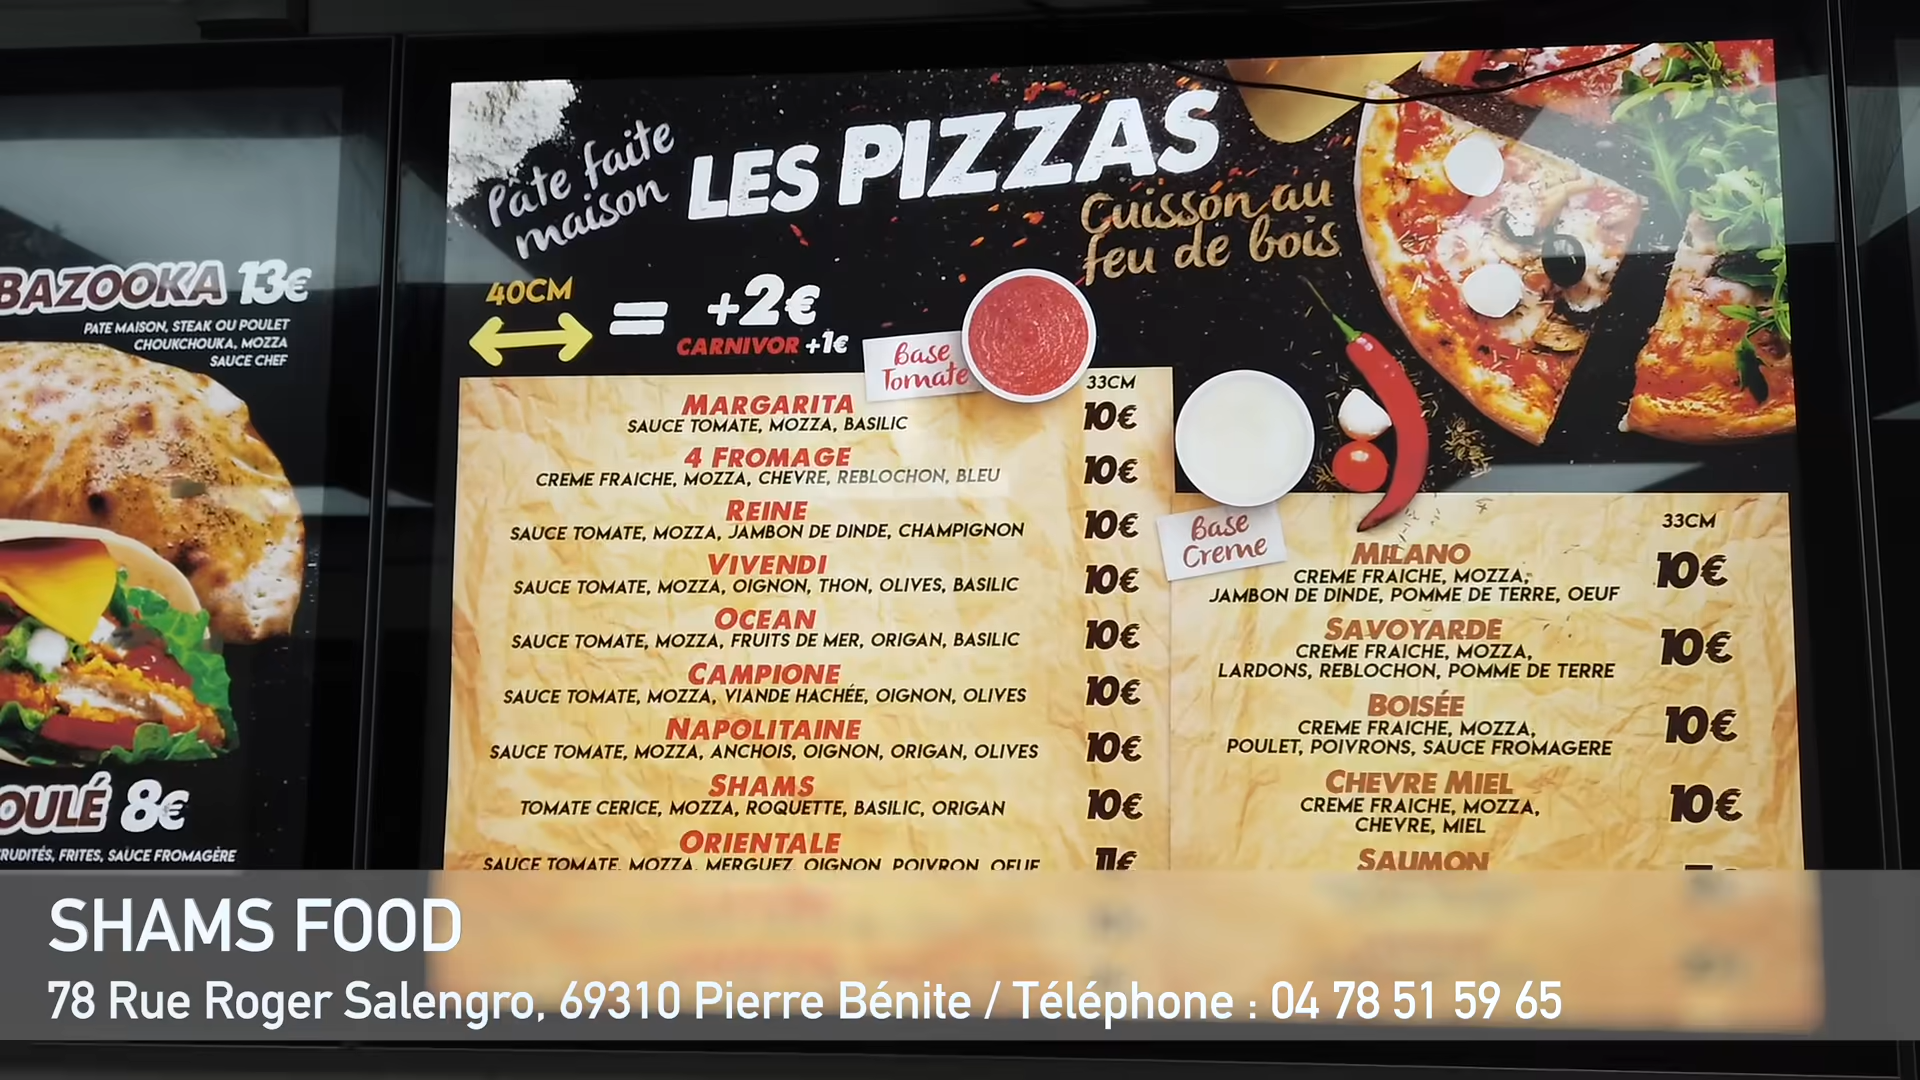 BAZOOKA 13€
PATE MAISON, STEAK OU POULET
CHOUKCHOUKA, MOZZA
SAUCE CHEF
OULÉ 8€
RUDITÉS, FRITES, SAUCE FROMAGÈRE
Pâte faite
maison
LES PIZZAS
Cuisson au
feu de bois
40CM
= +2€
CARNIVOR +1€
Base
Tomate
33CM
MARGARITA 10€
SAUCE TOMATE, MOZZA, BASILIC
4 FROMAGE 10€
CREME FRAICHE, MOZZA, CHEVRE, REBLOCHON, BLEU
REINE 10€
SAUCE TOMATE, MOZZA, JAMBON DE DINDE, CHAMPIGNON
VIVENDI 10€
SAUCE TOMATE, MOZZA, OIGNON, THON, OLIVES, BASILIC
OCEAN 10€
SAUCE TOMATE, MOZZA, FRUITS DE MER, ORIGAN, BASILIC
CAMPIONE 10€
SAUCE TOMATE, MOZZA, VIANDE HACHÉE, OIGNON, OLIVES
NAPOLITAINE 10€
SAUCE TOMATE, MOZZA, ANCHOIS, OIGNON, ORIGAN, OLIVES
SHAMS 10€
TOMATE CERICE, MOZZA, ROQUETTE, BASILIC, ORIGAN
ORIENTALE 11€
SAUCE TOMATE, MOZZA, MERGUEZ, OIGNON, POIVRON, OEUF
Base
Creme
33CM
MILANO 10€
CREME FRAICHE, MOZZA,
JAMBON DE DINDE, POMME DE TERRE, OEUF
SAVOYARDE 10€
CREME FRAICHE, MOZZA,
LARDONS, REBLOCHON, POMME DE TERRE
BOISÉE 10€
CREME FRAICHE, MOZZA,
POULET, POIVRONS, SAUCE FROMAGERE
CHEVRE MIEL 10€
CREME FRAICHE, MOZZA,
CHEVRE, MIEL
SAUMON
SHAMS FOOD
78 Rue Roger Salengro, 69310 Pierre Bénite / Téléphone : 04 78 51 59 65